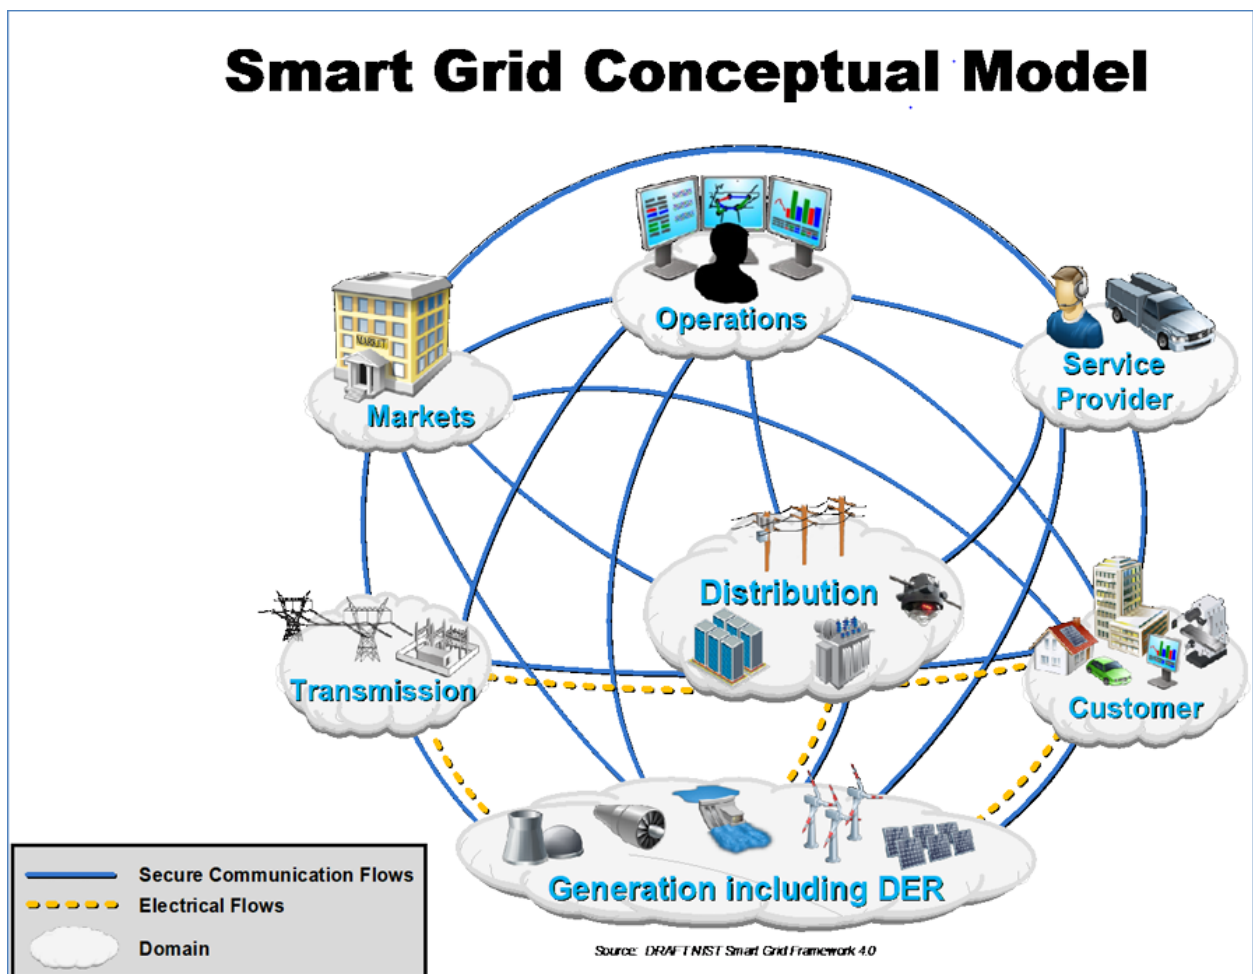 Smart Grid Conceptual Model
Operations
MARKET
Markets
Service
Provider
Distribution
Transmission
Customer
Generation including DER
Secure Communication Flows
Electrical Flows
Domain
Source: DRAFT NIST Smart Grid Framework 4.0